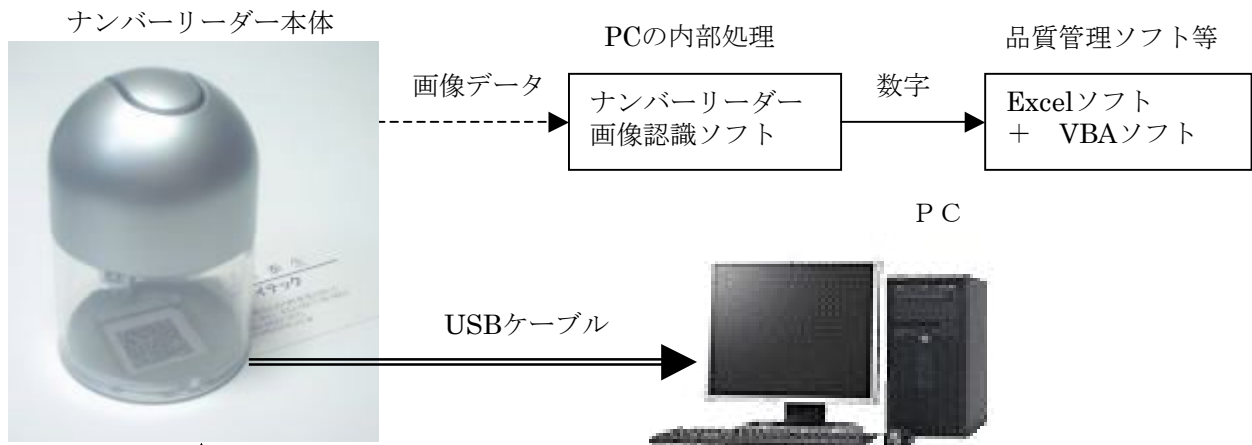 ナンバーリーダー本体
PCの内部処理
品質管理ソフト等
画像データ
ナンバーリーダー
画像認識ソフト
数字
Excelソフト
＋　VBAソフト
ＰＣ
USBケーブル